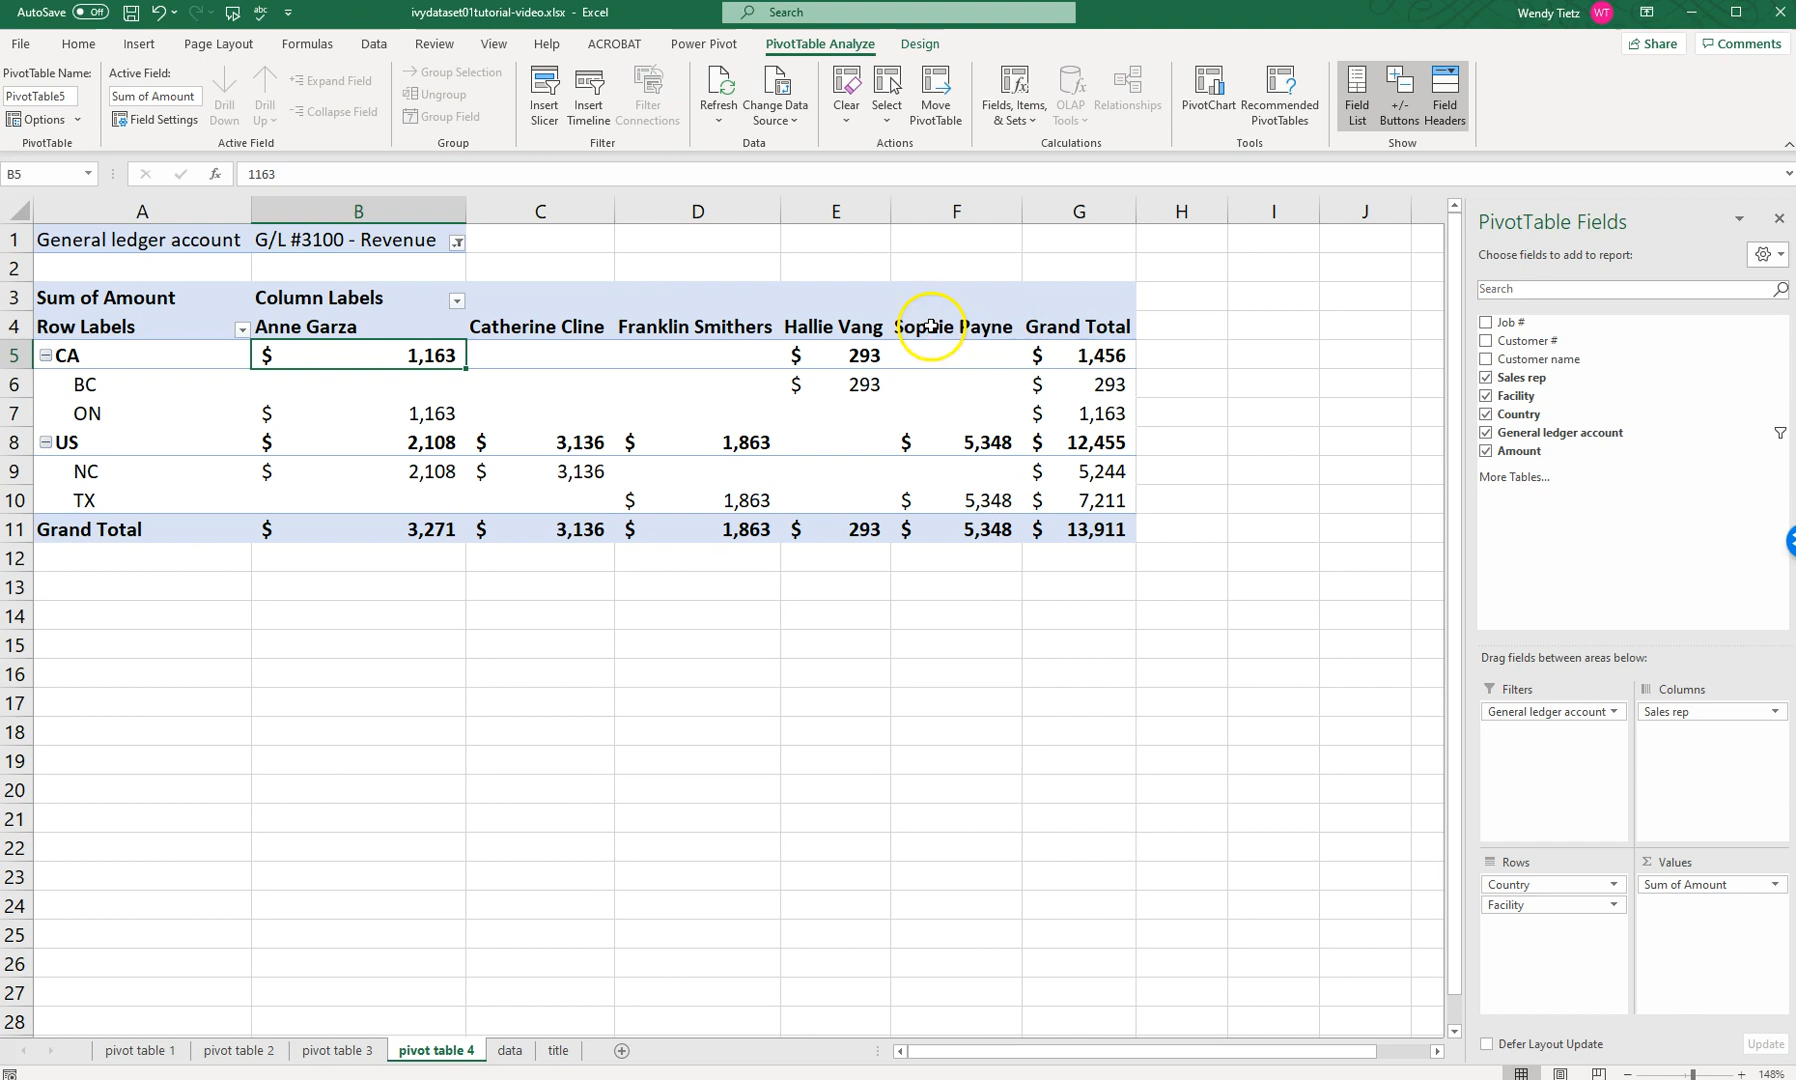 AutoSave Off
ivydataset01tutorial-video.xlsx - Excel
Search
Wendy Tietz WT
File Home Insert Page Layout Formulas Data Review View Help ACROBAT Power Pivot PivotTable Analyze Design Share Comments
PivotTable Name:
PivotTable5
Options
PivotTable
Active Field:
Sum of Amount
Field Settings
Drill Down
Drill Up
Expand Field
Collapse Field
Active Field
Group Selection
Ungroup
Group Field
Group
Insert Slicer
Insert Timeline
Filter Connections
Filter
Refresh
Change Data Source
Data
Clear
Select
Move PivotTable
Actions
Fields, Items, & Sets
OLAP Tools
Relationships
Calculations
PivotChart
Recommended PivotTables
Tools
Field List
+/- Buttons
Field Headers
Show
B5 fx 1163
A B C D E F G H I J
1 General ledger account G/L #3100 - Revenue
2
3 Sum of Amount Column Labels
4 Row Labels Anne Garza Catherine Cline Franklin Smithers Hallie Vang Sophie Payne Grand Total
5 CA $ 1,163 $ 293 $ 1,456
6 BC $ 293 $ 293
7 ON $ 1,163 $ 1,163
8 US $ 2,108 $ 3,136 $ 1,863 $ 5,348 $ 12,455
9 NC $ 2,108 $ 3,136 $ 5,244
10 TX $ 1,863 $ 5,348 $ 7,211
11 Grand Total $ 3,271 $ 3,136 $ 1,863 $ 293 $ 5,348 $ 13,911
12
13
14
15
16
17
18
19
20
21
22
23
24
25
26
27
28
PivotTable Fields
Choose fields to add to report:
Search
Job #
Customer #
Customer name
Sales rep
Facility
Country
General ledger account
Amount
More Tables...
Drag fields between areas below:
Filters
General ledger account
Columns
Sales rep
Rows
Country
Facility
Values
Sum of Amount
Defer Layout Update Update
pivot table 1 pivot table 2 pivot table 3 pivot table 4 data title
148%